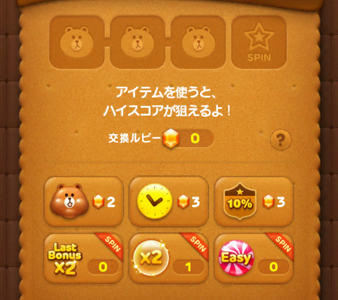 SPIN
アイテムを使うと、
ハイスコアが狙えるよ！
交換ルビー 0 ?
2 3 10% 3
SPIN SPIN SPIN
Last Bonus X2 0 x2 1 Easy 0